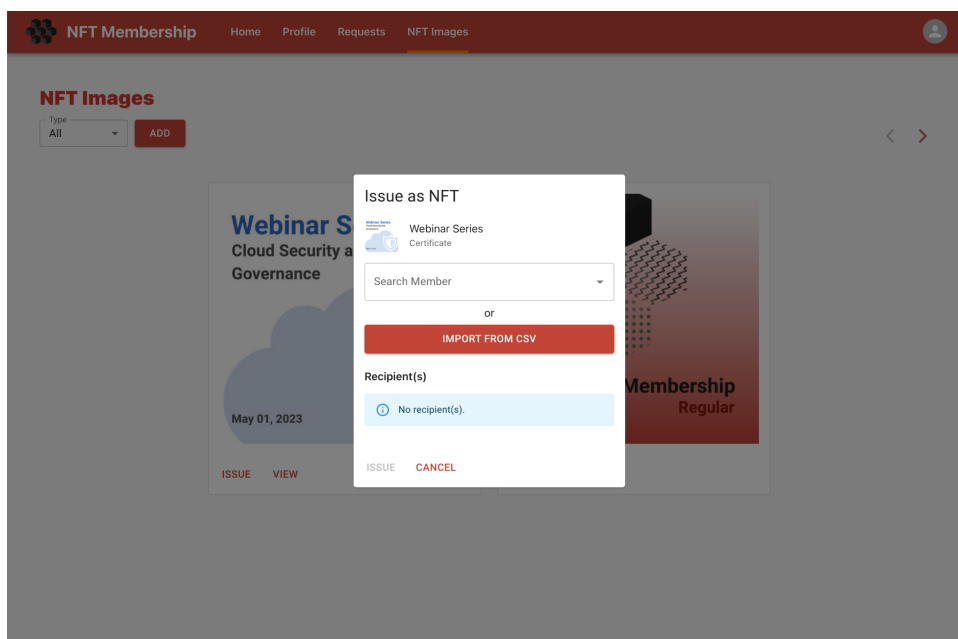 NFT Membership
Home
Profile
Requests
NFT Images
NFT Images
Type
All
ADD
Webinar S
Cloud Security a
Governance
May 01, 2023
ISSUE
VIEW
Membership
Regular
Issue as NFT
Webinar Series
Webinar Series
Certificate
Search Member
or
IMPORT FROM CSV
Recipient(s)
No recipient(s).
ISSUE
CANCEL